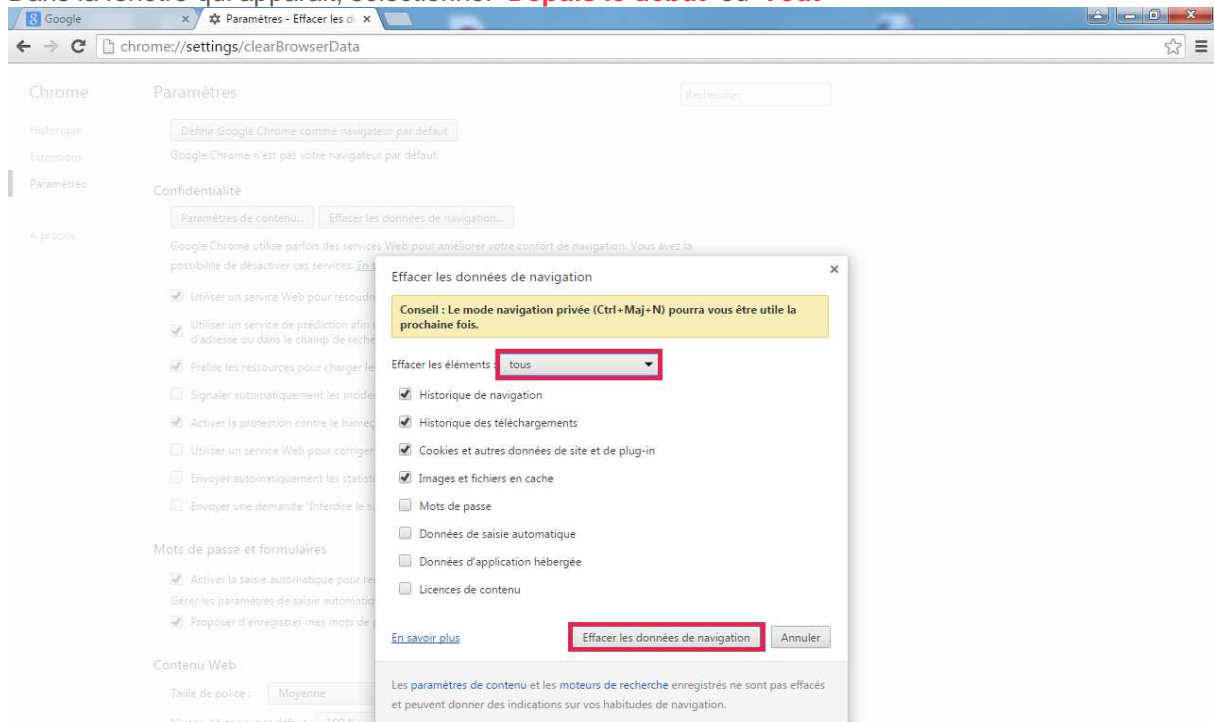 Dans la fenêtre qui apparaît, sélectionner "Depuis le début" ou "Tout"
Google
Paramètres - Effacer les d
chrome://settings/clearBrowserData
Chrome
Paramètres
Rechercher
Historique
Définir Google Chrome comme navigateur par défaut
Extensions
Google Chrome n'est pas votre navigateur par défaut.
Paramètres
Confidentialité
Paramètres de contenu... Effacer les données de navigation...
À propos
Google Chrome utilise parfois des services Web pour améliorer votre confort de navigation. Vous avez la
possibilité de désactiver ces services. En s
Utiliser un service Web pour résoudr
Utiliser un service de prédiction afin
d'adresse ou dans le champ de reche
Prélire les ressources pour charger le
Signaler automatiquement les incide
Activer la protection contre le hameç
Utiliser un service Web pour corriger
Envoyer automatiquement les statisti
Envoyer une demande "Interdire le su
Mots de passe et formulaires
Activer la saisie automatique pour re
Gérer les paramètres de saisie automatiq
Proposer d'enregistrer mes mots de p
Contenu Web
Taille de police : Moyenne
Effacer les données de navigation
Conseil : Le mode navigation privée (Ctrl+Maj+N) pourra vous être utile la
prochaine fois.
Effacer les éléments : tous
Historique de navigation
Historique des téléchargements
Cookies et autres données de site et de plug-in
Images et fichiers en cache
Mots de passe
Données de saisie automatique
Données d'application hébergée
Licences de contenu
En savoir plus
Effacer les données de navigation
Annuler
Les paramètres de contenu et les moteurs de recherche enregistrés ne sont pas effacés
et peuvent donner des indications sur vos habitudes de navigation.